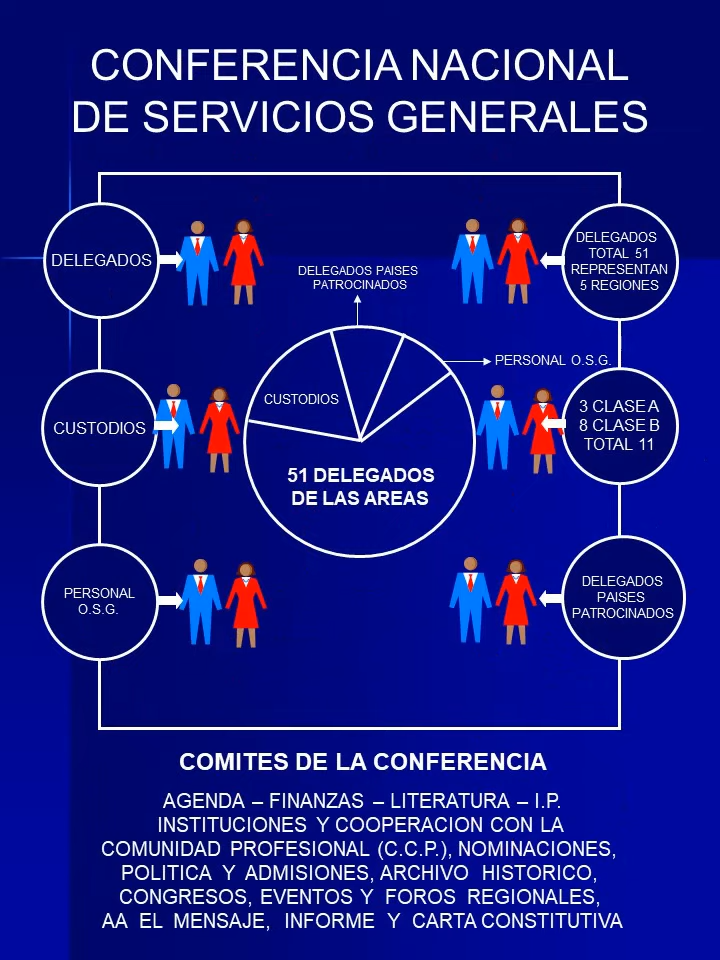 CONFERENCIA NACIONAL
DE SERVICIOS GENERALES
DELEGADOS
DELEGADOS
TOTAL 51
REPRESENTAN
5 REGIONES
DELEGADOS PAISES
PATROCINADOS
PERSONAL O.S.G.
CUSTODIOS
CUSTODIOS
3 CLASE A
8 CLASE B
TOTAL 11
51 DELEGADOS
DE LAS AREAS
PERSONAL
O.S.G.
DELEGADOS
PAISES
PATROCINADOS
COMITES DE LA CONFERENCIA
AGENDA – FINANZAS – LITERATURA – I.P.
INSTITUCIONES Y COOPERACION CON LA
COMUNIDAD PROFESIONAL (C.C.P.), NOMINACIONES,
POLITICA Y ADMISIONES, ARCHIVO HISTORICO,
CONGRESOS, EVENTOS Y FOROS REGIONALES,
AA EL MENSAJE, INFORME Y CARTA CONSTITUTIVA